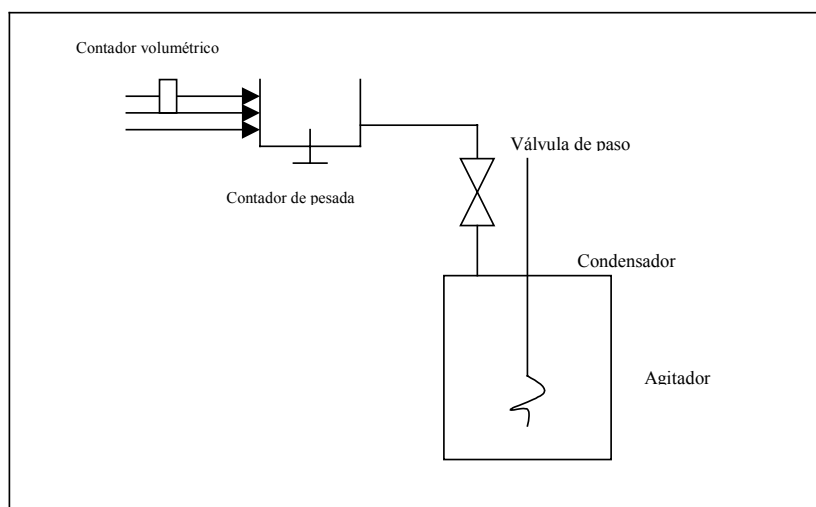 Contador volumétrico
Válvula de paso
Contador de pesada
Condensador
Agitador